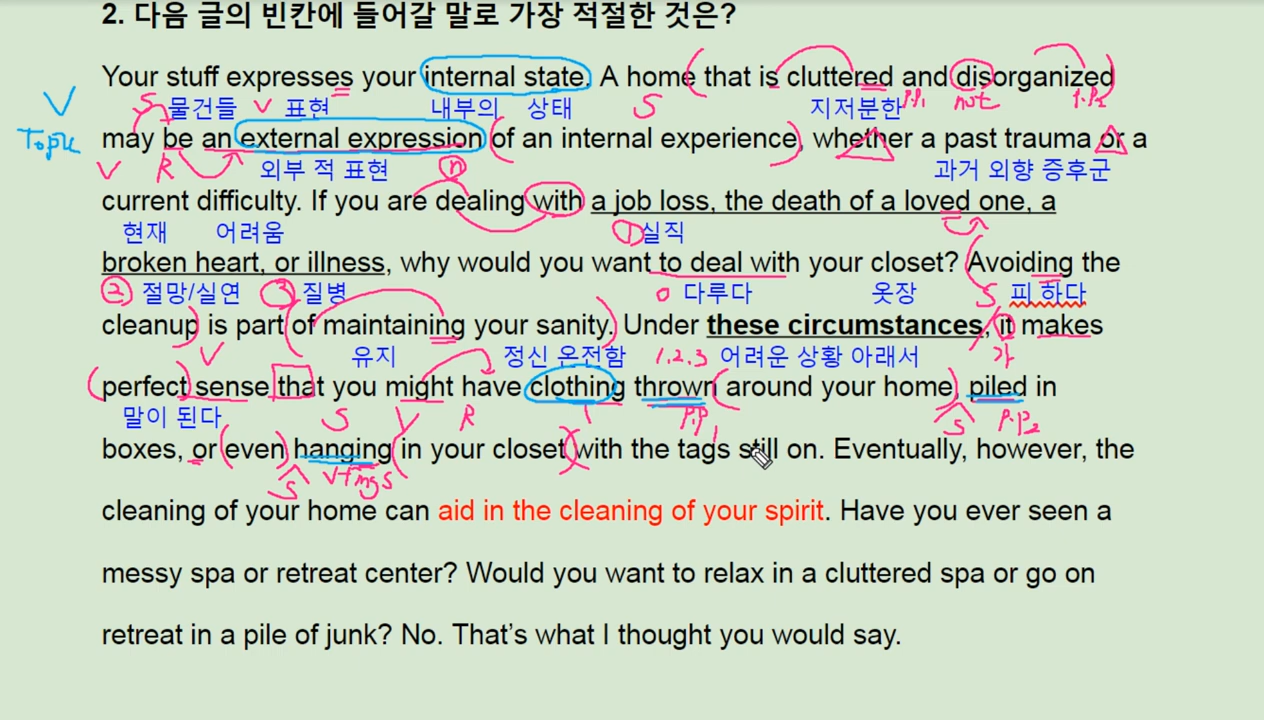 2. 다음 글의 빈칸에 들어갈 말로 가장 적절한 것은?
Your stuff expresses your internal state. A home that is cluttered and disorganized
V S 물건들 V 표현 내부의 상태 S 지저분한 P.P1 not P.P2
Topic may be an external expression of an internal experience, whether a past trauma or a
V R 외부 적 표현 n 과거 외향 증후군
current difficulty. If you are dealing with a job loss, the death of a loved one, a
현재 어려움 1 실직
broken heart, or illness, why would you want to deal with your closet? Avoiding the
2 절망/실연 3 질병 o 다루다 옷장 S 피 하다
cleanup is part of maintaining your sanity. Under these circumstances, it makes
V 유지 정신 온전함 1.2.3 어려운 상황 아래서 가
perfect sense that you might have clothing thrown around your home, piled in
말이 된다 S V R P.P1 S P.P2
boxes, or even hanging in your closet with the tags still on. Eventually, however, the
S V+ing s
cleaning of your home can aid in the cleaning of your spirit. Have you ever seen a
messy spa or retreat center? Would you want to relax in a cluttered spa or go on
retreat in a pile of junk? No. That’s what I thought you would say.